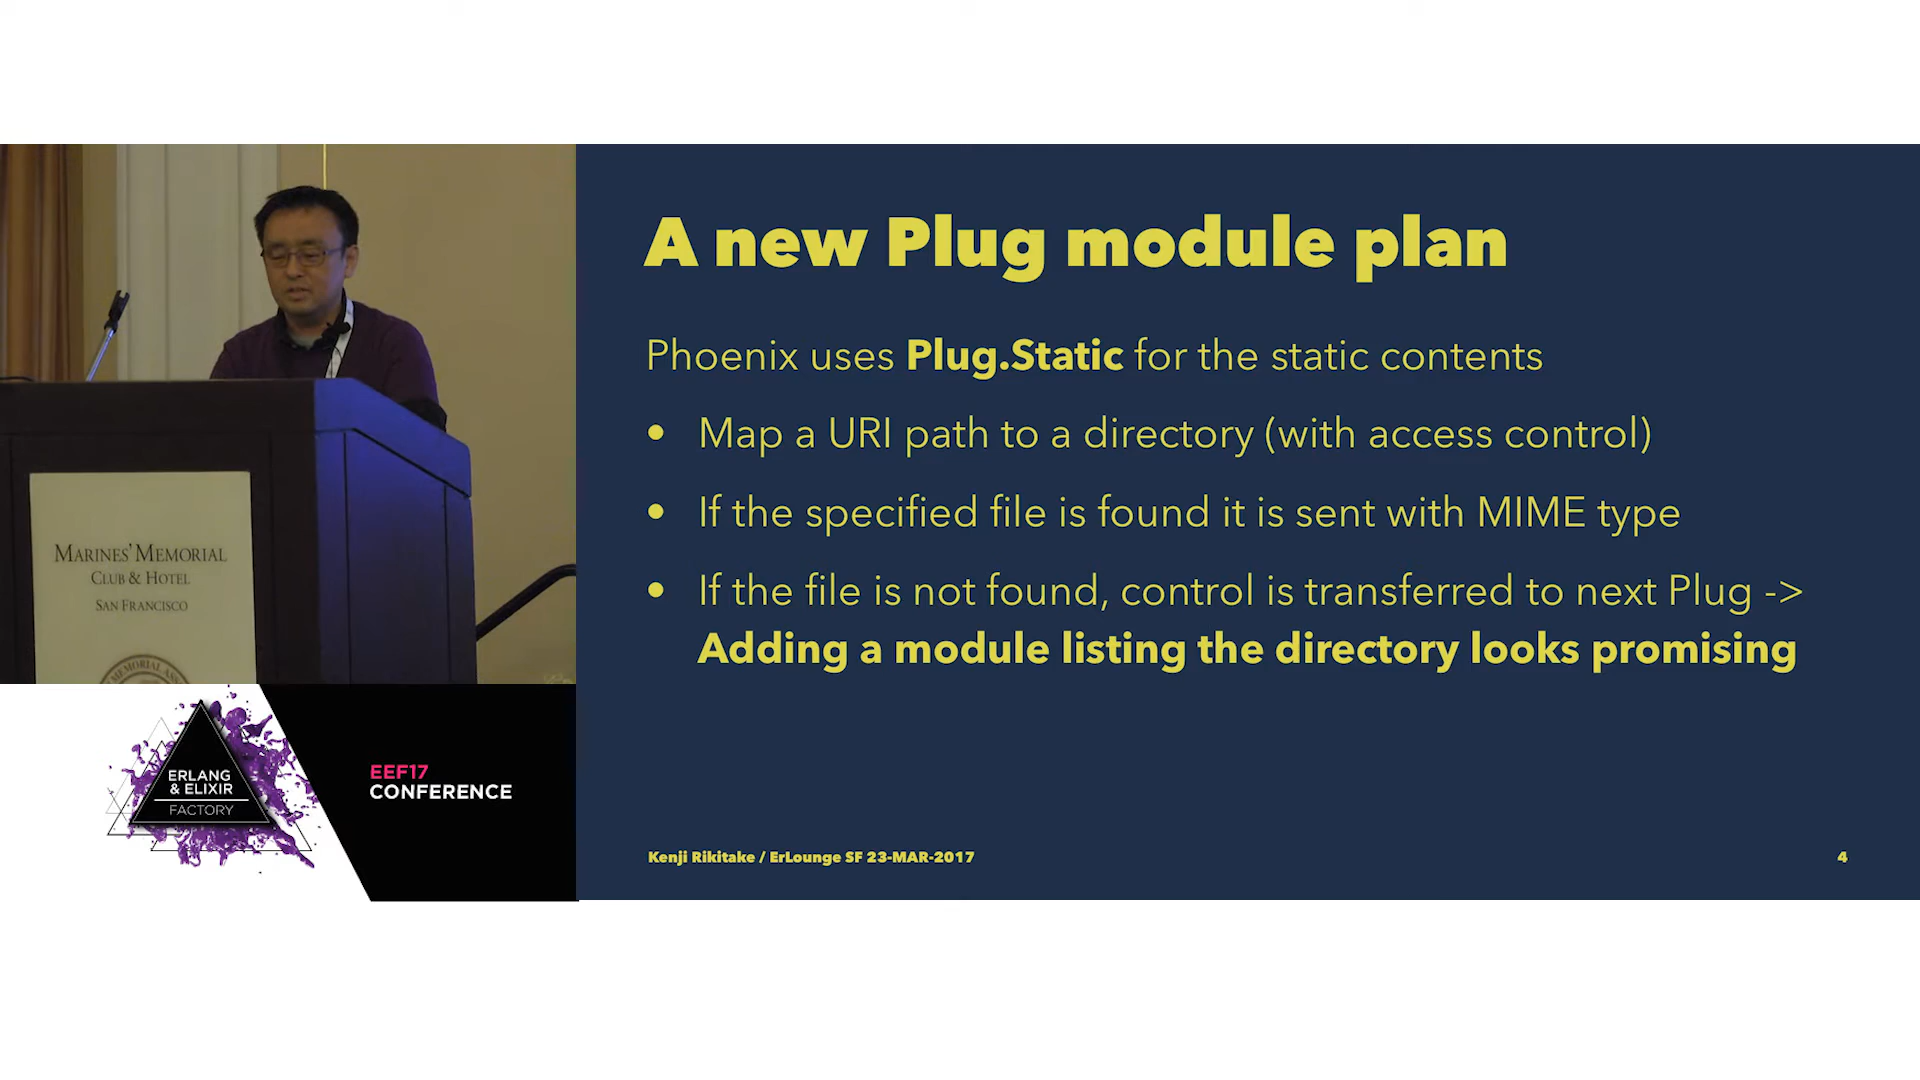 A new Plug module plan
Phoenix uses Plug.Static for the static contents
• Map a URI path to a directory (with access control)
• If the specified file is found it is sent with MIME type
• If the file is not found, control is transferred to next Plug ->
Adding a module listing the directory looks promising
Kenji Rikitake / ErLounge SF 23-MAR-2017
4
MARINES' MEMORIAL
CLUB & HOTEL
SAN FRANCISCO
ERLANG
& ELIXIR
FACTORY
EEF17
CONFERENCE